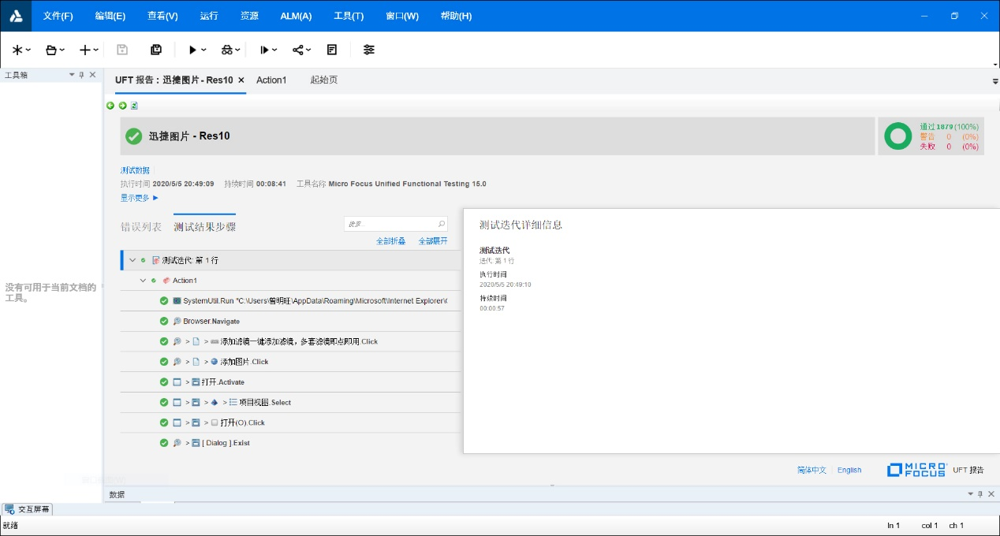 文件(F) 编辑(E) 查看(V) 运行 资源 ALM(A) 工具(T) 窗口(W) 帮助(H)
工具箱
UFT 报告：迅捷图片 - Res10 Action1 起始页
迅捷图片 - Res10
通过 1879 (100%)
警告 0 (0%)
失败 0 (0%)
测试数据
执行时间 2020/5/5 20:49:09 持续时间 00:08:41 工具名称 Micro Focus Unified Functional Testing 15.0
显示更多
错误列表 测试结果步骤
搜索...
全部折叠 全部展开
测试迭代: 第 1 行
Action1
SystemUtil.Run "C:\Users\曾明旺\AppData\Roaming\Microsoft\Internet Explorer\
Browser.Navigate
> > 添加滤镜一键添加滤镜，多套滤镜即点即用.Click
> > 添加图片.Click
> 打开.Activate
> > > 项目视图.Select
> > 打开(O).Click
> [ Dialog ].Exist
测试迭代详细信息
测试迭代
迭代: 第 1 行
执行时间
2020/5/5 20:49:10
持续时间
00:00:57
没有可用于当前文档的
工具。
简体中文 English MICRO FOCUS UFT 报告
数据
交互屏幕
就绪 ln 1 col 1 ch 1